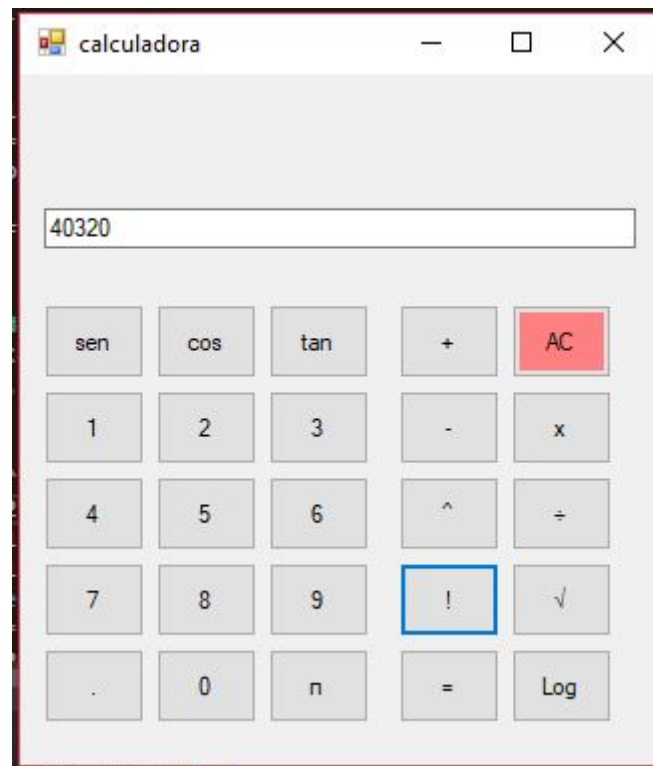 calculadora
40320
sen cos tan + AC
1 2 3 - x
4 5 6 ^ ÷
7 8 9 ! √
. 0 п = Log